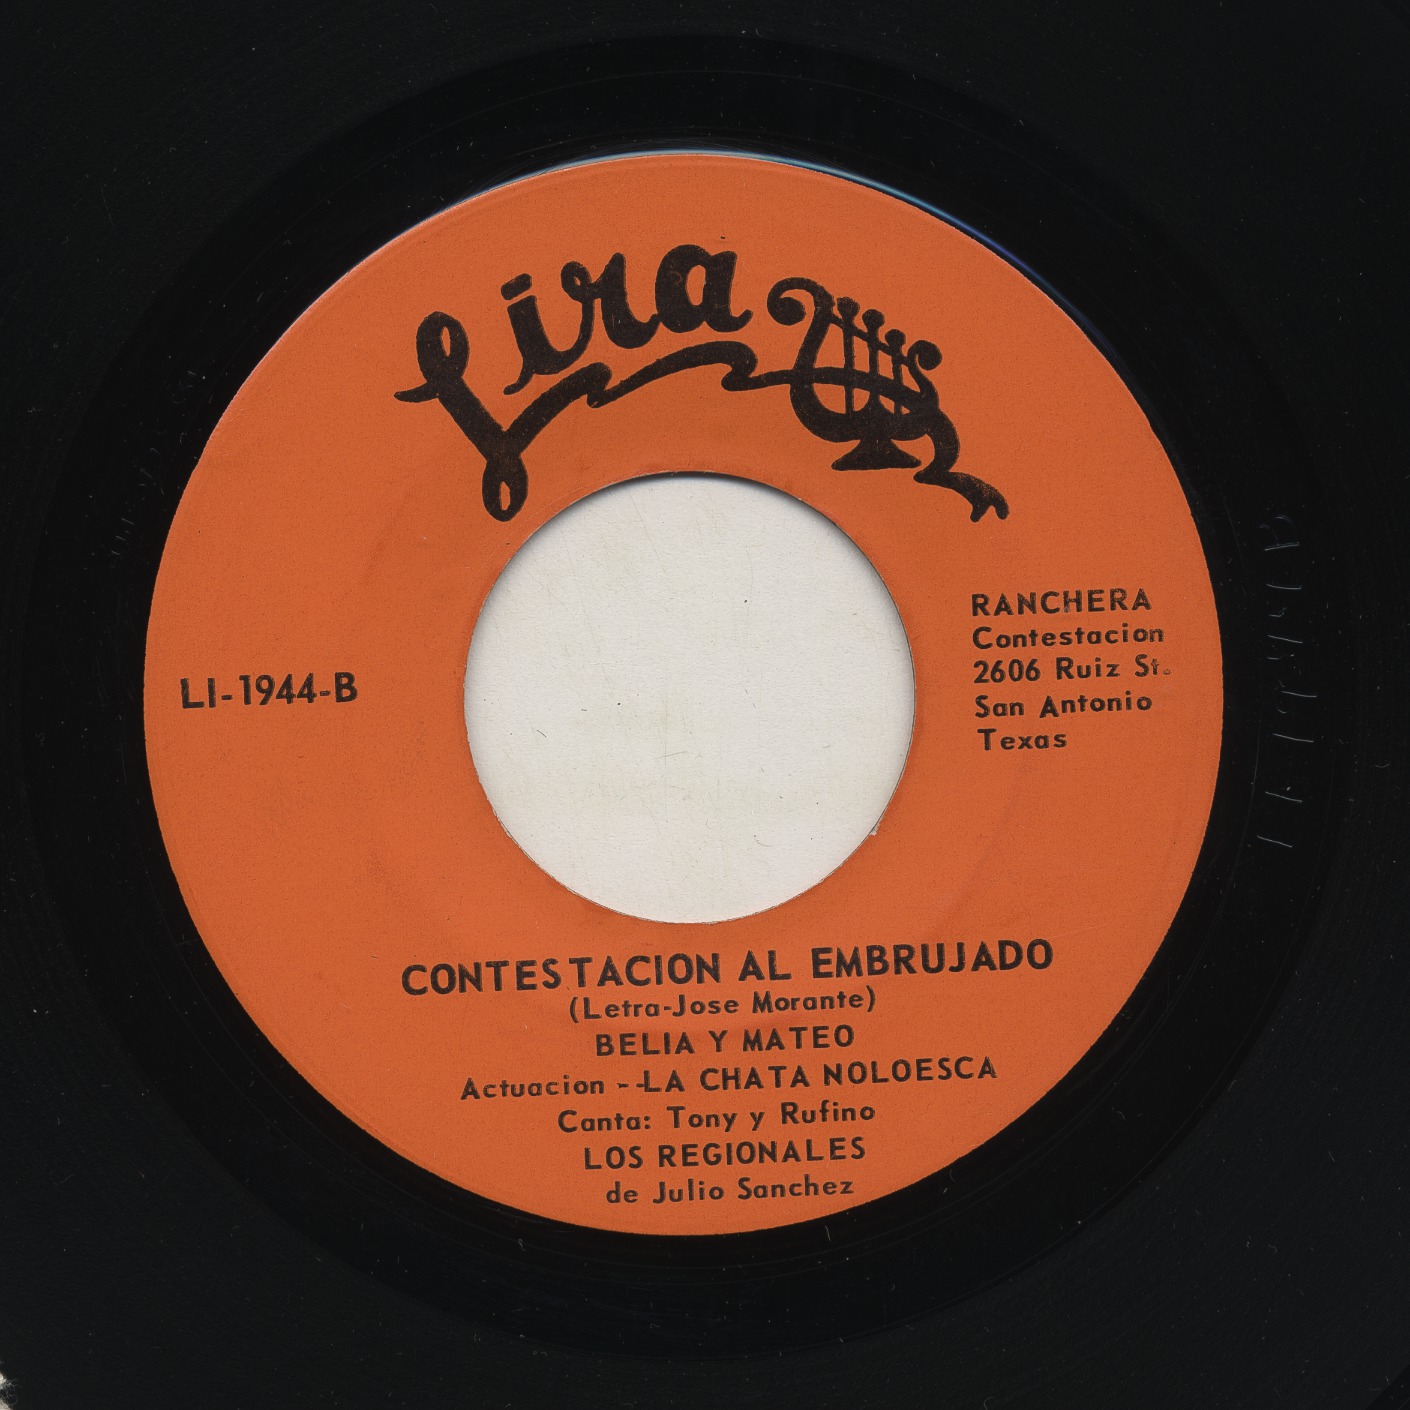 Lira
LI-1944-B
RANCHERA
Contestacion
2606 Ruiz St.
San Antonio
Texas
CONTESTACION AL EMBRUJADO
(Letra-Jose Morante)
BELIA Y MATEO
Actuacion --LA CHATA NOLOESCA
Canta: Tony y Rufino
LOS REGIONALES
de Julio Sanchez